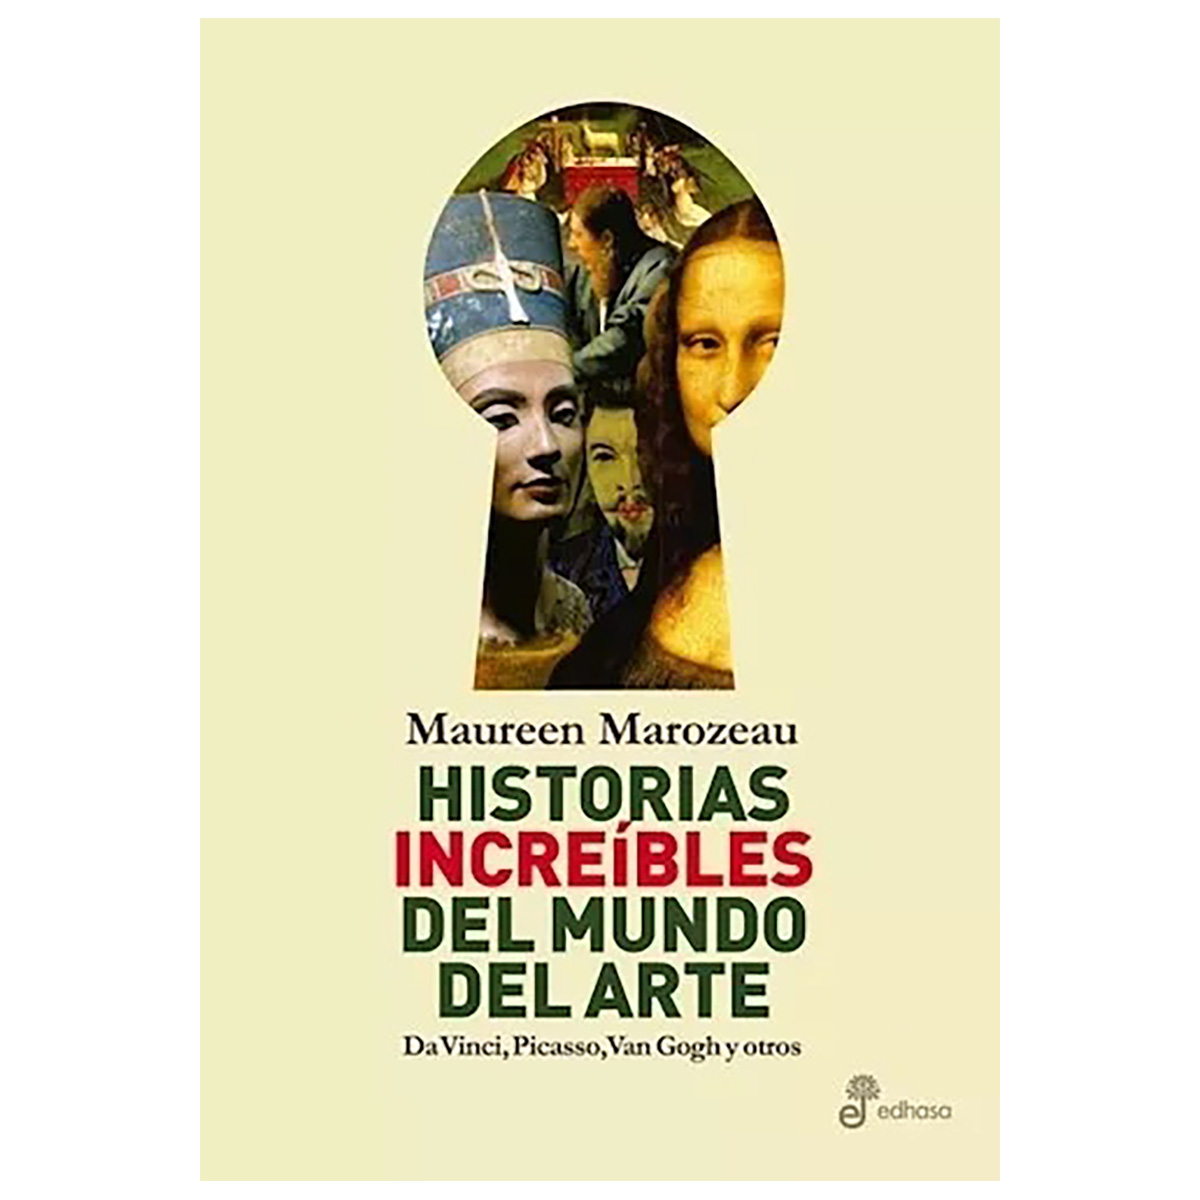 Maureen Marozeau
HISTORIAS
INCREÍBLES
DEL MUNDO
DEL ARTE
Da Vinci, Picasso, Van Gogh y otros
edhasa